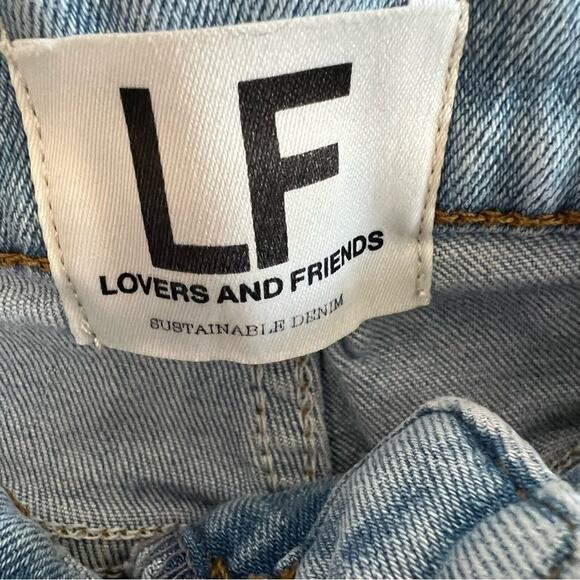 LF
LOVERS AND FRIENDS
SUSTAINABLE DENIM